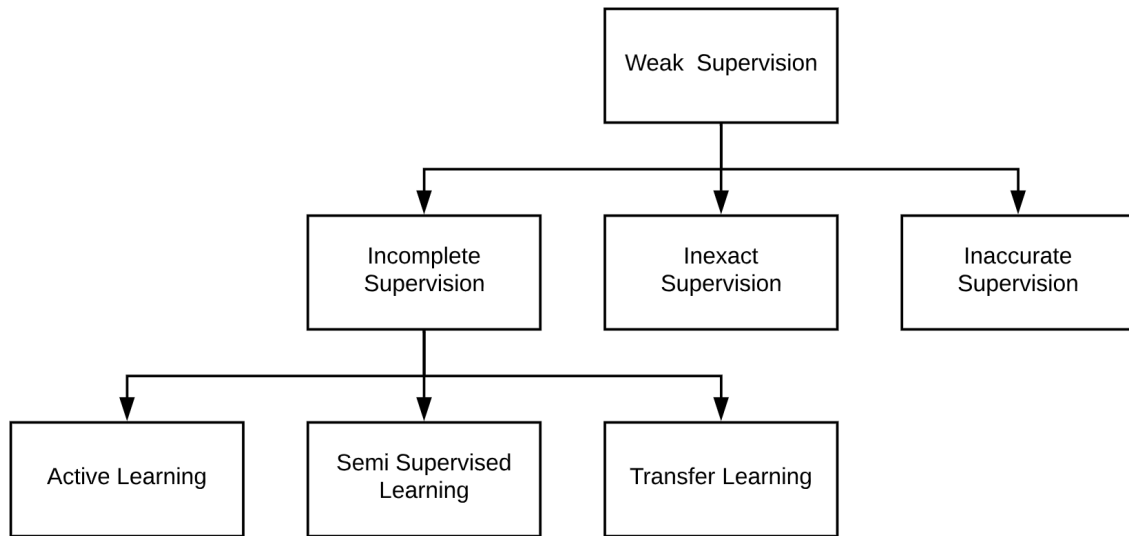 Weak  Supervision
Incomplete
Supervision
Inexact
Supervision
Inaccurate
Supervision
Active Learning
Semi Supervised
Learning
Transfer Learning